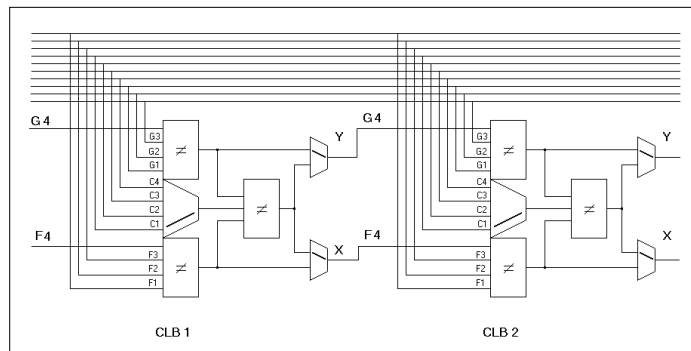 G4 Y G4 Y
G3 G3
G2 G2
G1 G1
≠ ≠
C4 C4
C3 C3
C2 C2
C1 C1
≠ ≠
F4 X F4 X
F3 F3
F2 F2
F1 F1
≠ ≠
CLB 1 CLB 2